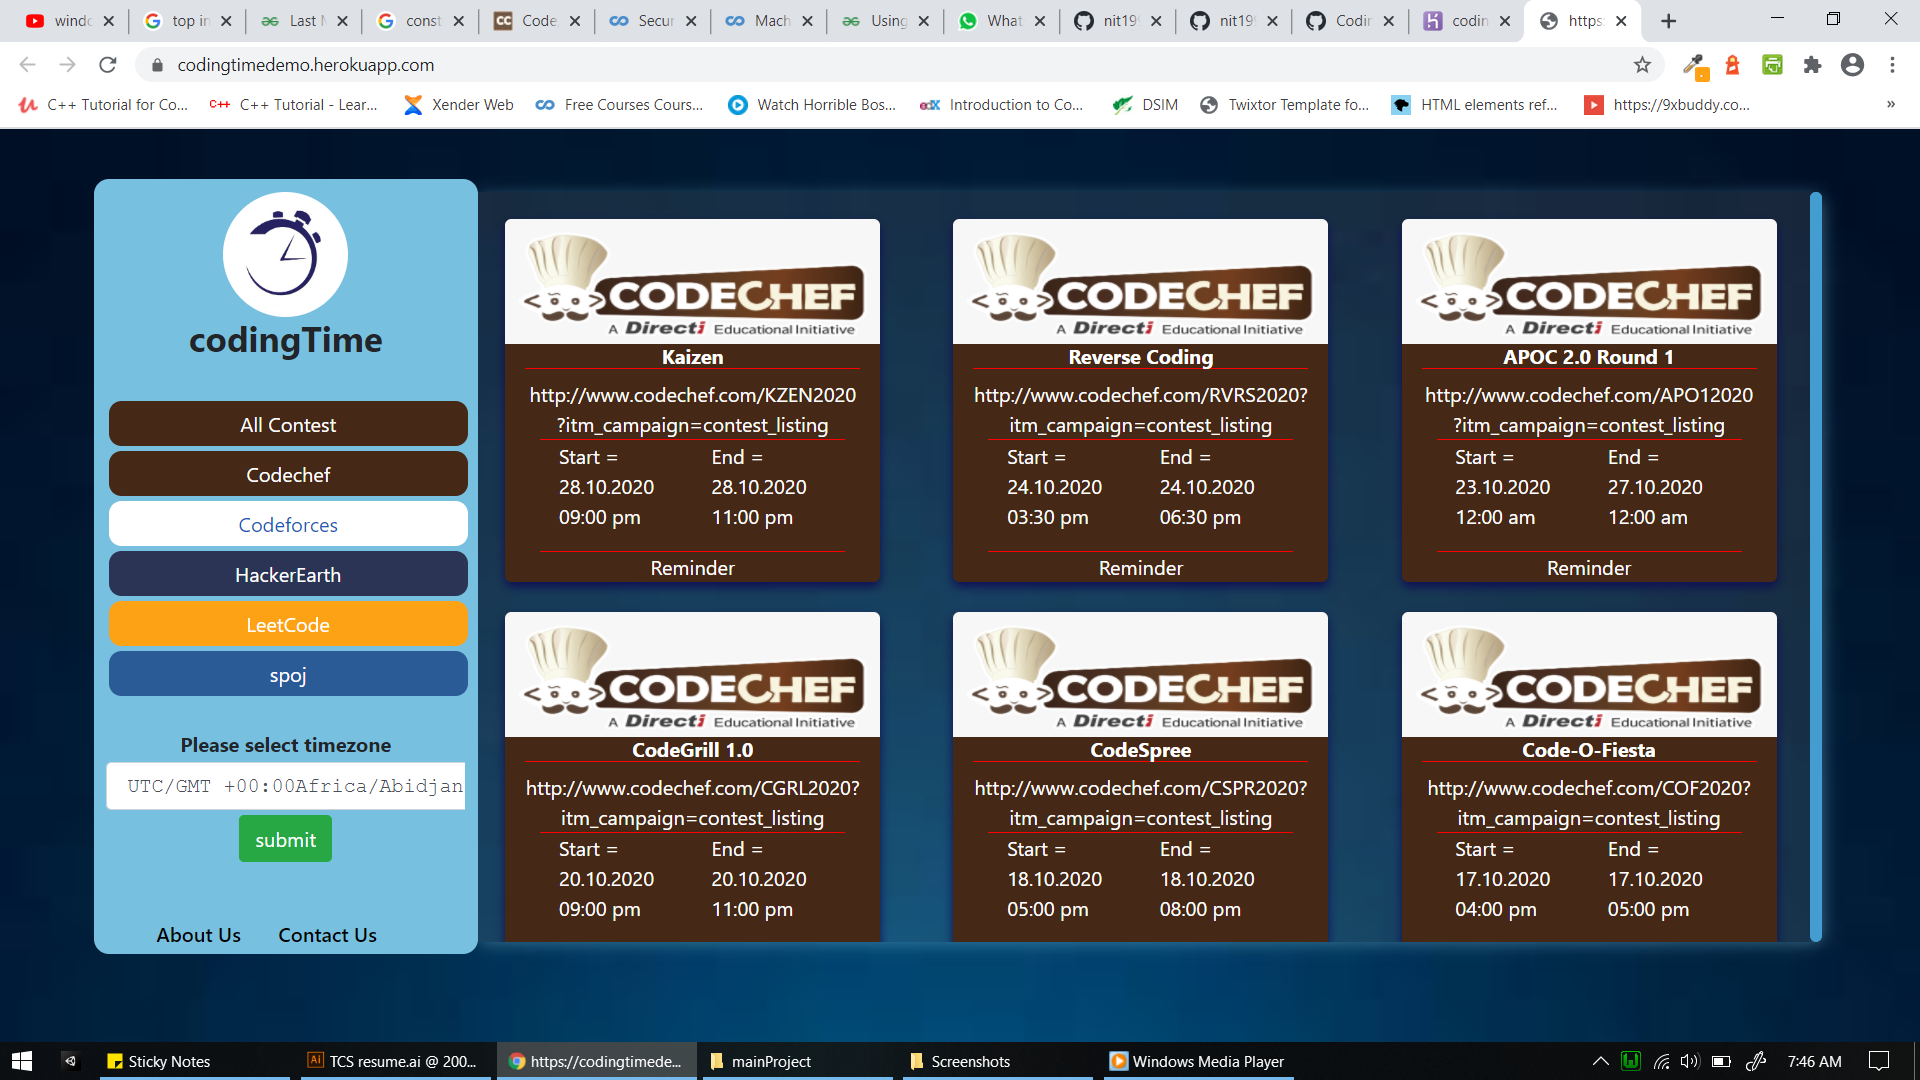 windo
top in
Last M
const
Code
Secur
Mach
Using
What
nit19
nit19
Codin
codin
https:
codingtimedemo.herokuapp.com
C++ Tutorial for Co...
C++ Tutorial - Lear...
Xender Web
Free Courses Cours...
Watch Horrible Bos...
Introduction to Co...
DSIM
Twixtor Template fo...
HTML elements ref...
https://9xbuddy.co...
»
codingTime
All Contest
Codechef
Codeforces
HackerEarth
LeetCode
spoj
Please select timezone
UTC/GMT +00:00Africa/Abidjan
submit
About Us Contact Us
CODECHEF
A Directi Educational Initiative
Kaizen
http://www.codechef.com/KZEN2020
?itm_campaign=contest_listing
Start = End =
28.10.2020 28.10.2020
09:00 pm 11:00 pm
Reminder
CODECHEF
A Directi Educational Initiative
Reverse Coding
http://www.codechef.com/RVRS2020?
itm_campaign=contest_listing
Start = End =
24.10.2020 24.10.2020
03:30 pm 06:30 pm
Reminder
CODECHEF
A Directi Educational Initiative
APOC 2.0 Round 1
http://www.codechef.com/APO12020
?itm_campaign=contest_listing
Start = End =
23.10.2020 27.10.2020
12:00 am 12:00 am
Reminder
CODECHEF
A Directi Educational Initiative
CodeGrill 1.0
http://www.codechef.com/CGRL2020?
itm_campaign=contest_listing
Start = End =
20.10.2020 20.10.2020
09:00 pm 11:00 pm
CODECHEF
A Directi Educational Initiative
CodeSpree
http://www.codechef.com/CSPR2020?
itm_campaign=contest_listing
Start = End =
18.10.2020 18.10.2020
05:00 pm 08:00 pm
CODECHEF
A Directi Educational Initiative
Code-O-Fiesta
http://www.codechef.com/COF2020?
itm_campaign=contest_listing
Start = End =
17.10.2020 17.10.2020
04:00 pm 05:00 pm
Sticky Notes
TCS resume.ai @ 200...
https://codingtimede...
mainProject
Screenshots
Windows Media Player
7:46 AM